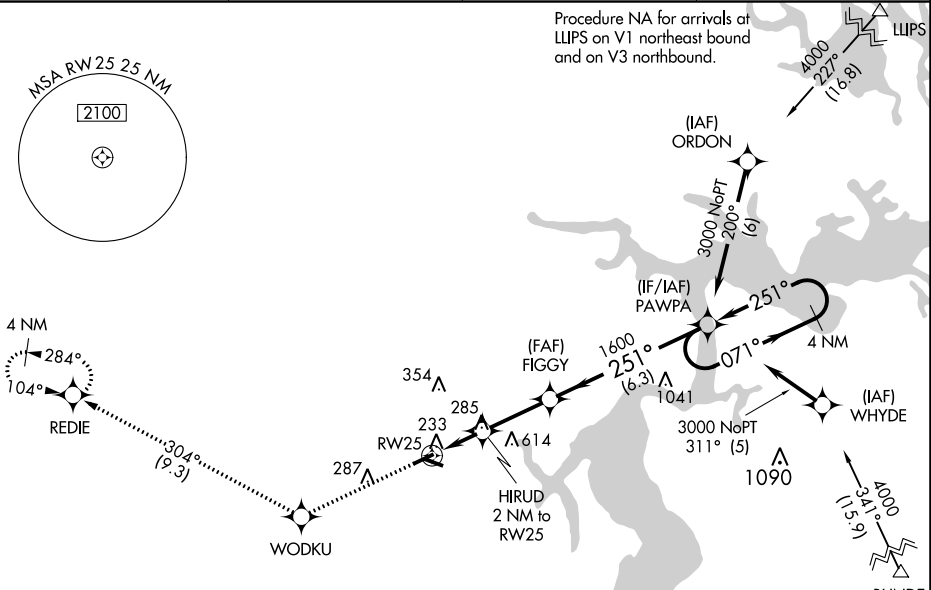 Procedure NA for arrivals at
LLIPS on V1 northeast bound
and on V3 northbound.
LLIPS
4000
227°
(16.8)
MSA RW 25 25 NM
2100
(IAF)
ORDON
3000 NoPT
200°
(6)
(IF/IAF)
PAWPA
251°
071°
4 NM
1600
251°
(6.3)
(FAF)
FIGGY
1041
4 NM
284°
104°
REDIE
354
285
233
RW25
614
287
HIRUD
2 NM to
RW25
(IAF)
WHYDE
3000 NoPT
311° (5)
1090
304°
(9.3)
WODKU
4000
341°
(15.9)